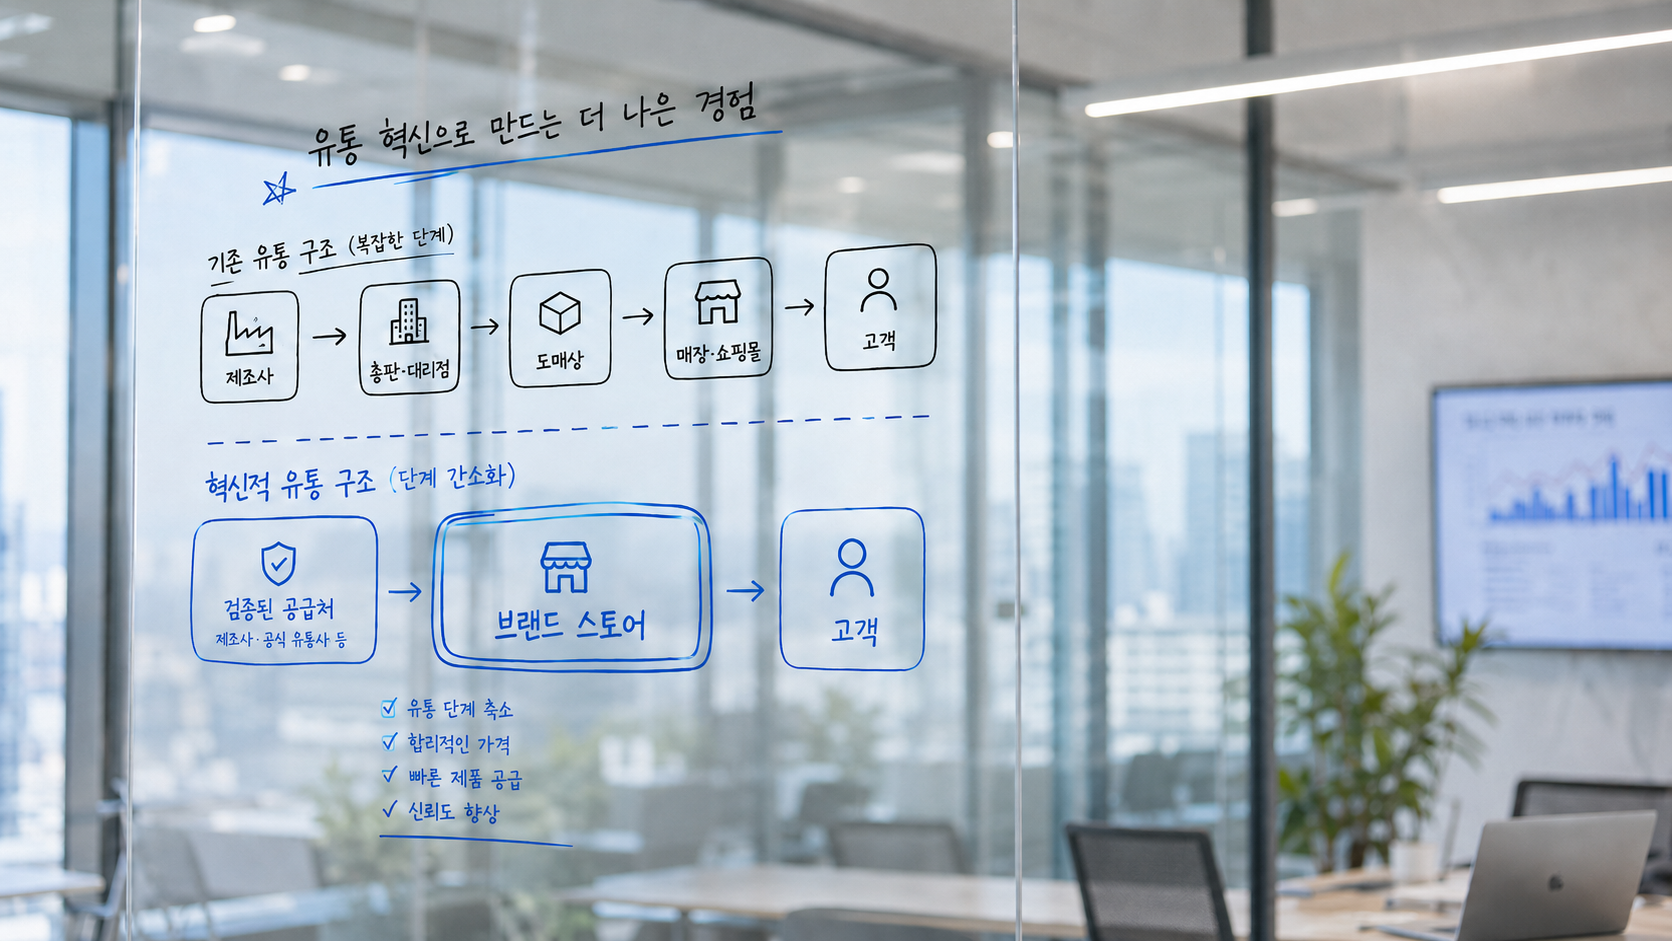 유통 혁신으로 만드는 더 나은 경험
기존 유통 구조 (복잡한 단계)
제조사
총판·대리점
도매상
매장·쇼핑몰
고객
혁신적 유통 구조 (단계 간소화)
검증된 공급처
제조사·공식 유통사 등
브랜드 스토어
고객
유통 단계 축소
합리적인 가격
빠른 제품 공급
신뢰도 향상